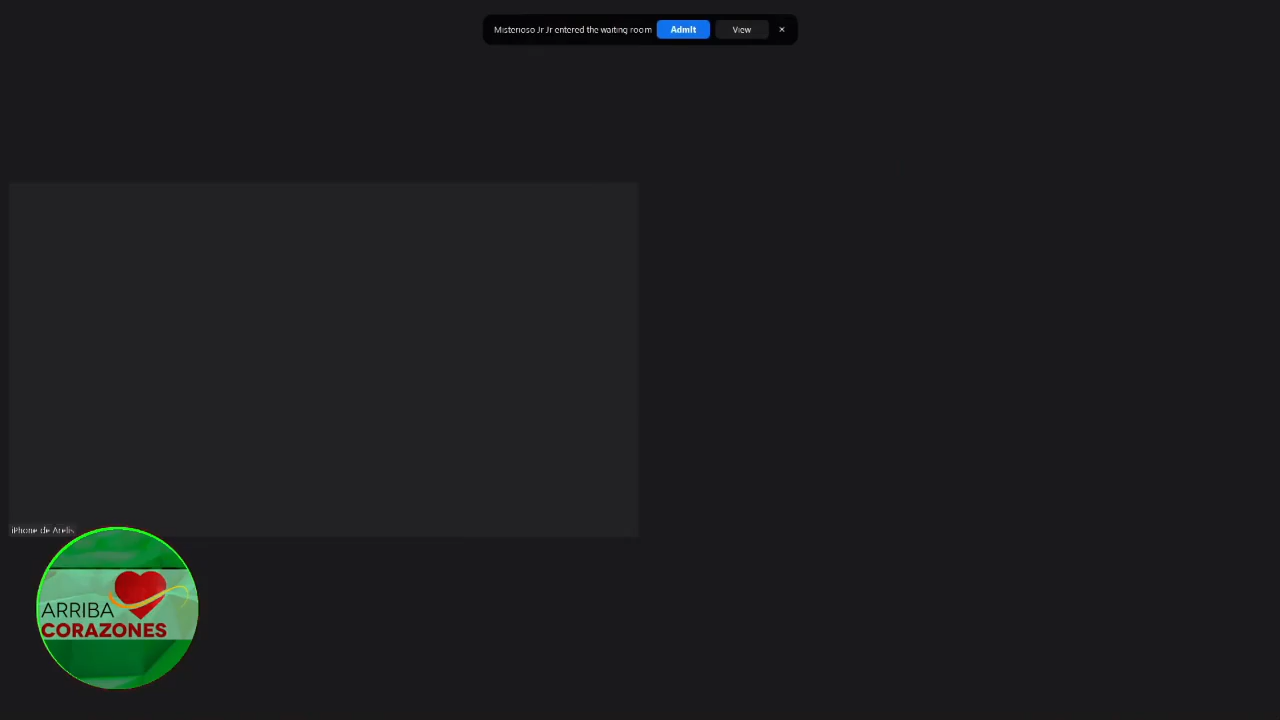 Misterioso Jr Jr entered the waiting room Admit View ×
iPhone de Arelis
ARRIBA
CORAZONES